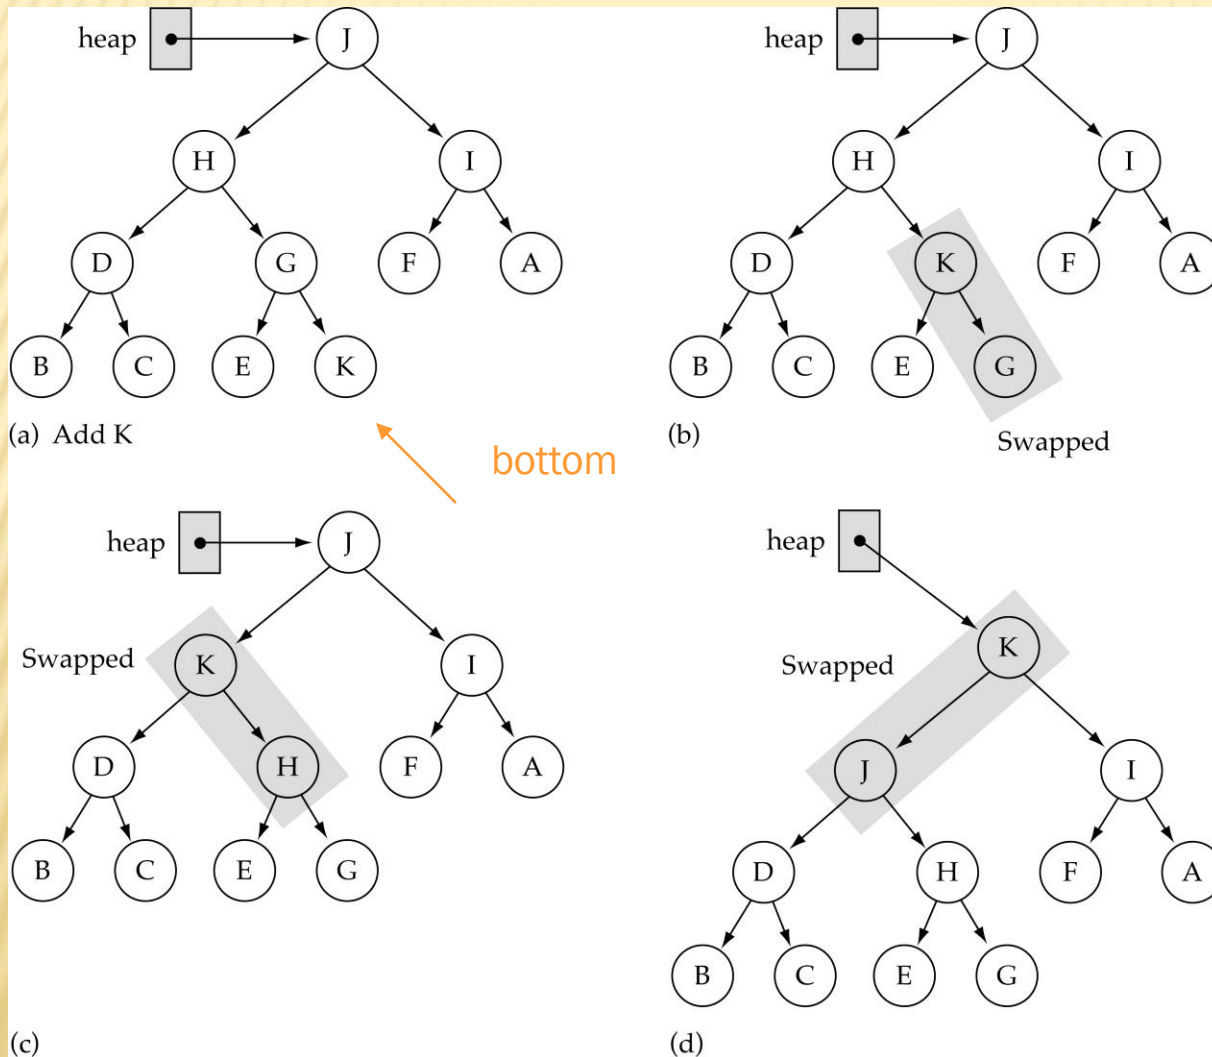 heap J
H I
D G F A
B C E K
(a) Add K
heap J
H I
D K F A
B C E G
(b)
Swapped
bottom
heap J
Swapped K I
D H F A
B C E G
(c)
heap
K
Swapped
J I
D H F A
B C E G
(d)